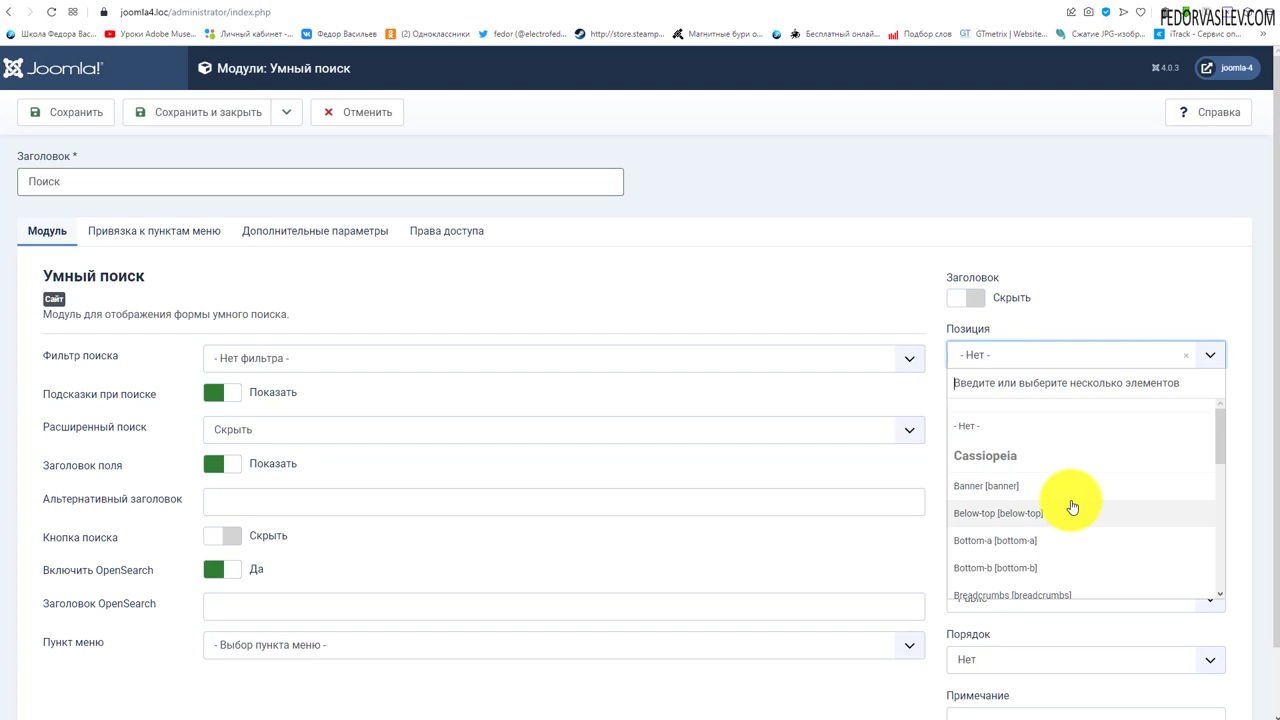 joomla4.loc/administrator/index.php
FEDORVASILEV.COM
Школа Федора Вас...
Уроки Adobe Muse...
Личный кабинет -...
Федор Васильев
(2) Одноклассники
fedor (@electrofed...
http://store.steamp...
Магнитные бури о...
Бесплатный онлай...
Подбор слов
GTmetrix | Website...
Сжатие JPG-изобр...
iTrack - Сервис оп...
Joomla!
Модули: Умный поиск
4.0.3
joomla-4
Сохранить
Сохранить и закрыть
Отменить
? Справка
Заголовок *
Поиск
Модуль
Привязка к пунктам меню
Дополнительные параметры
Права доступа
Умный поиск
Сайт
Модуль для отображения формы умного поиска.
Фильтр поиска
- Нет фильтра -
Подсказки при поиске
Показать
Расширенный поиск
Скрыть
Заголовок поля
Показать
Альтернативный заголовок
Кнопка поиска
Скрыть
Включить OpenSearch
Да
Заголовок OpenSearch
Пункт меню
- Выбор пункта меню -
Заголовок
Скрыть
Позиция
- Нет -
Введите или выберите несколько элементов
- Нет -
Cassiopeia
Banner [banner]
Below-top [below-top]
Bottom-a [bottom-a]
Bottom-b [bottom-b]
Breadcrumbs [breadcrumbs]
Public
Порядок
Нет
Примечание